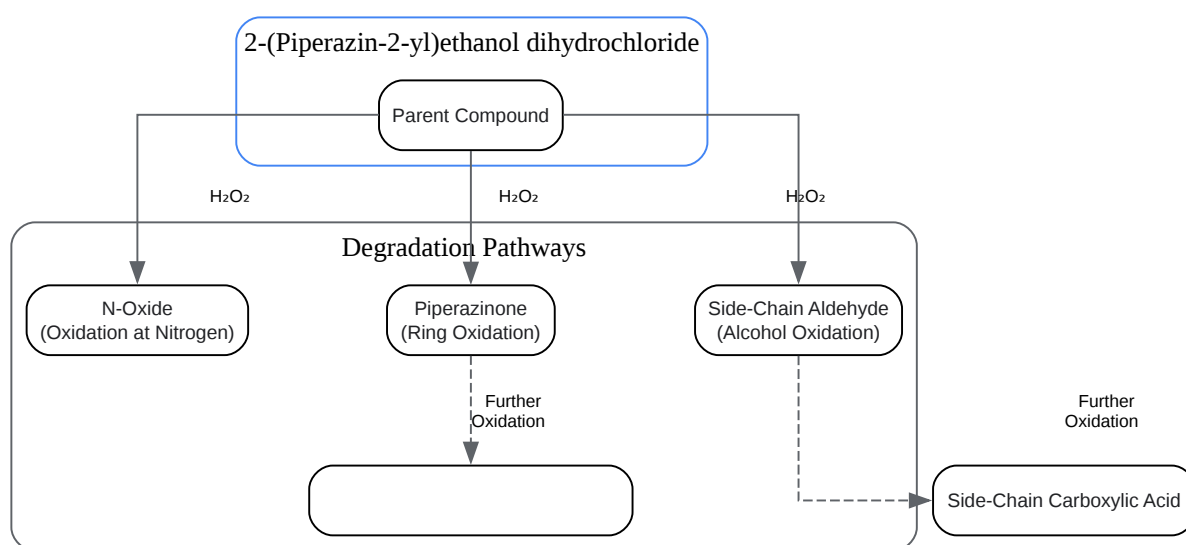 2-(Piperazin-2-yl)ethanol dihydrochloride
Parent Compound
H₂O₂
H₂O₂
H₂O₂
Degradation Pathways
N-Oxide
(Oxidation at Nitrogen)
Piperazinone
(Ring Oxidation)
Side-Chain Aldehyde
(Alcohol Oxidation)
Further
Oxidation
Further
Oxidation
Side-Chain Carboxylic Acid